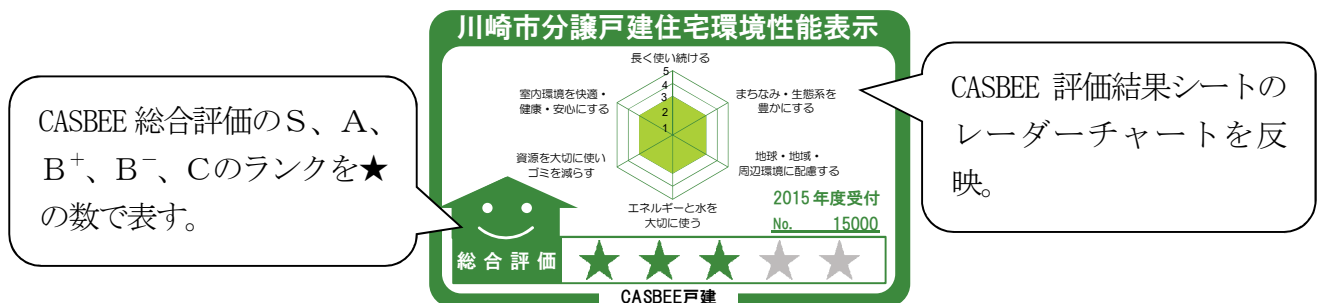 川崎市分譲戸建住宅環境性能表示
CASBEE 総合評価のS、A、
B⁺、B⁻、Cのランクを★
の数で表す。
長く使い続ける
5
4
3
2
1
室内環境を快適・
健康・安心にする
まちなみ・生態系を
豊かにする
資源を大切に使い
ゴミを減らす
地球・地域・
周辺環境に配慮する
エネルギーと水を
大切に使う
2015年度受付
No. 15000
総合評価 ★★★★★
CASBEE戸建
CASBEE 評価結果シートの
レーダーチャートを反
映。